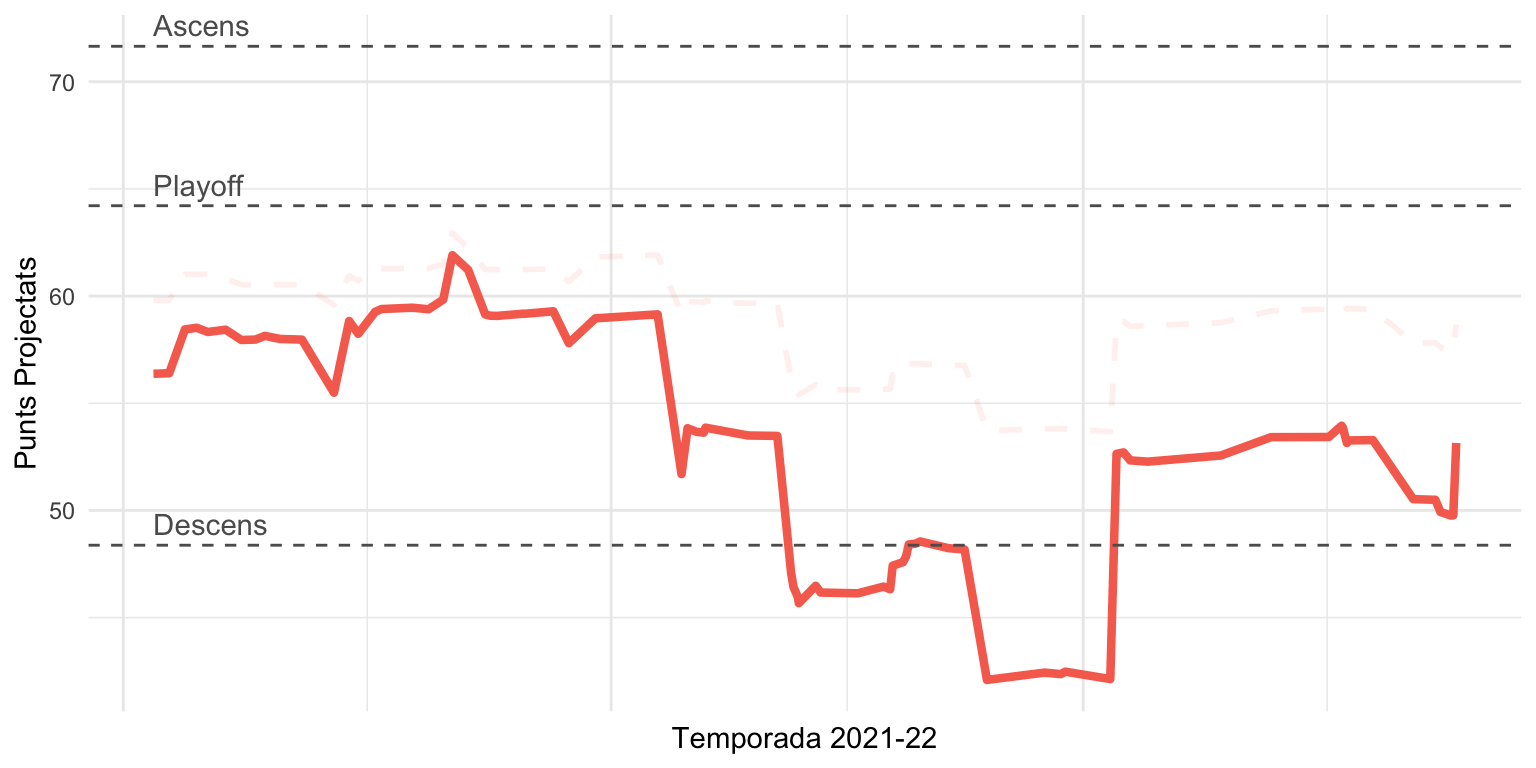 Ascens
70
Playoff
60
Punts Projectats
50
Descens
Temporada 2021-22